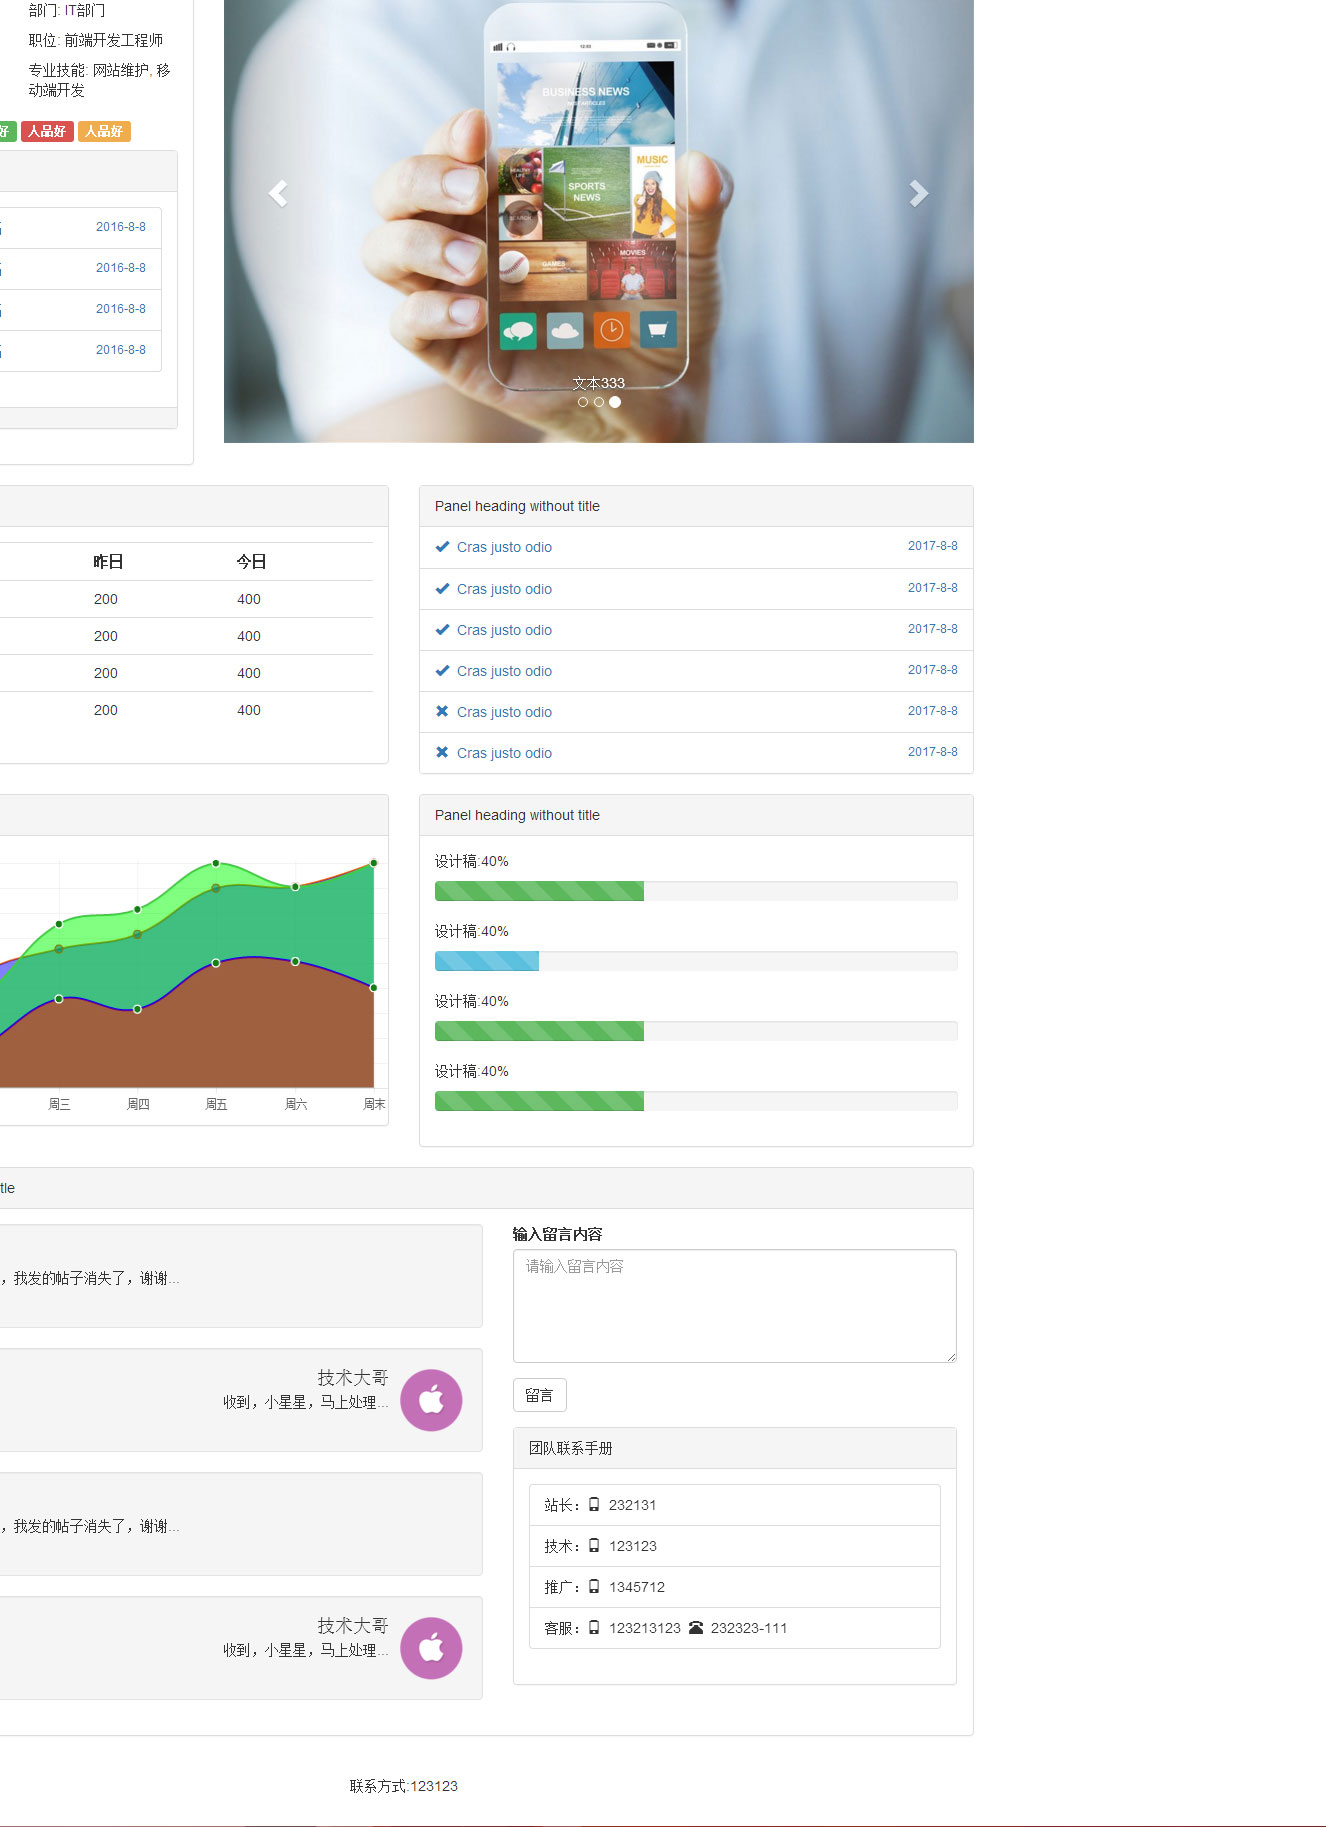 部门: IT部门
职位: 前端开发工程师
专业技能: 网站维护, 移
动端开发
好 人品好 人品好
2016-8-8
2016-8-8
2016-8-8
2016-8-8
12:00
BUSINESS NEWS
HEALTHY
LIFE
SPORTS
NEWS
MUSIC
SEARCH
GAMES
MOVIES
文本333
昨日 今日
200 400
200 400
200 400
200 400
Panel heading without title
Cras justo odio 2017-8-8
Cras justo odio 2017-8-8
Cras justo odio 2017-8-8
Cras justo odio 2017-8-8
Cras justo odio 2017-8-8
Cras justo odio 2017-8-8
周三 周四 周五 周六 周末
Panel heading without title
设计稿:40%
设计稿:40%
设计稿:40%
设计稿:40%
tle
，我发的帖子消失了，谢谢...
技术大哥
收到，小星星，马上处理...
，我发的帖子消失了，谢谢...
技术大哥
收到，小星星，马上处理...
输入留言内容
请输入留言内容
留言
团队联系手册
站长： 232131
技术： 123123
推广： 1345712
客服： 123213123 232323-111
联系方式:123123